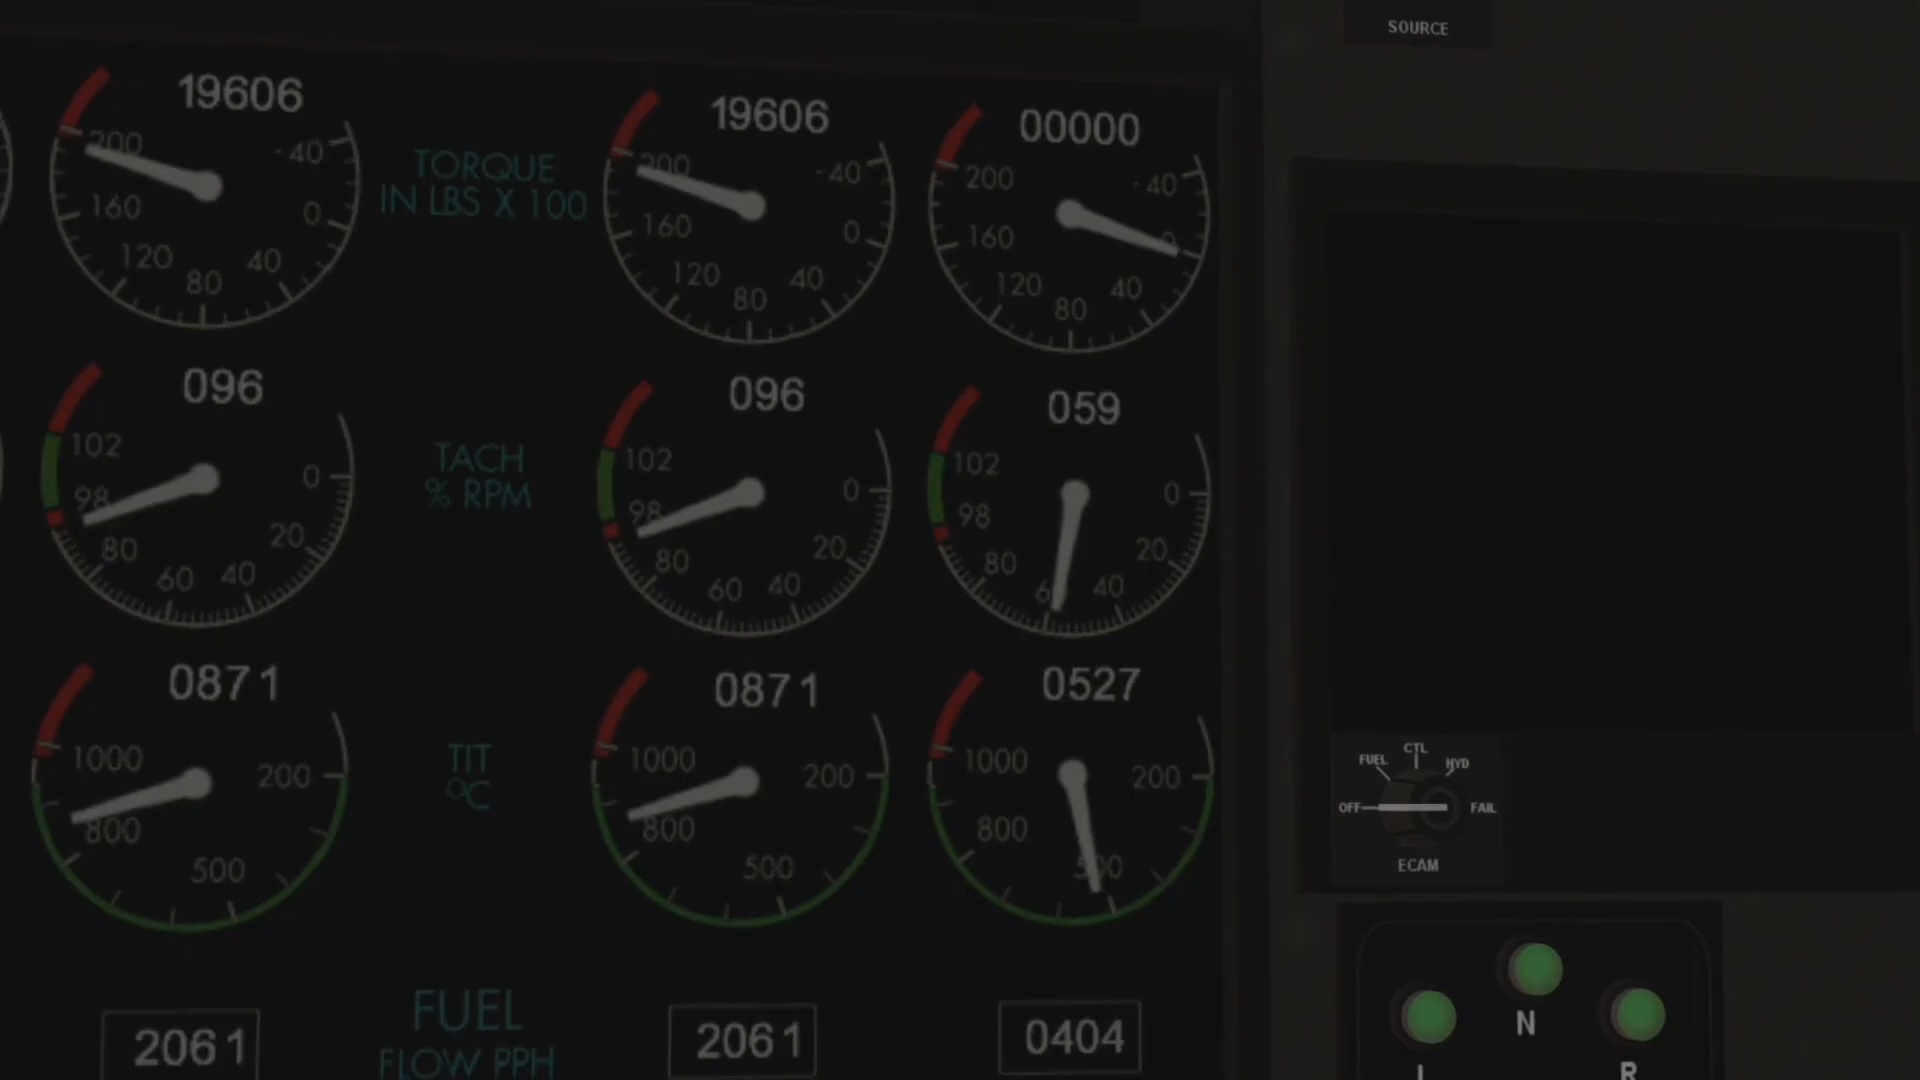 SOURCE
19606
19606
00000
200 -40 160 0 120 40 80
TORQUE
IN LBS X 100
200 -40 160 0 120 40 80
200 -40 160 0 120 40 80
096
096
059
102 98 0 80 20 60 40
TACH
% RPM
102 98 0 80 20 60 40
102 98 0 80 20 40
0871
0871
0527
1000 200 800 500
TIT
°C
1000 200 800 500
1000 200 800 500
FUEL CTL HYD
OFF FAIL
ECAM
FUEL
FLOW PPH
2061
2061
0404
N
L R